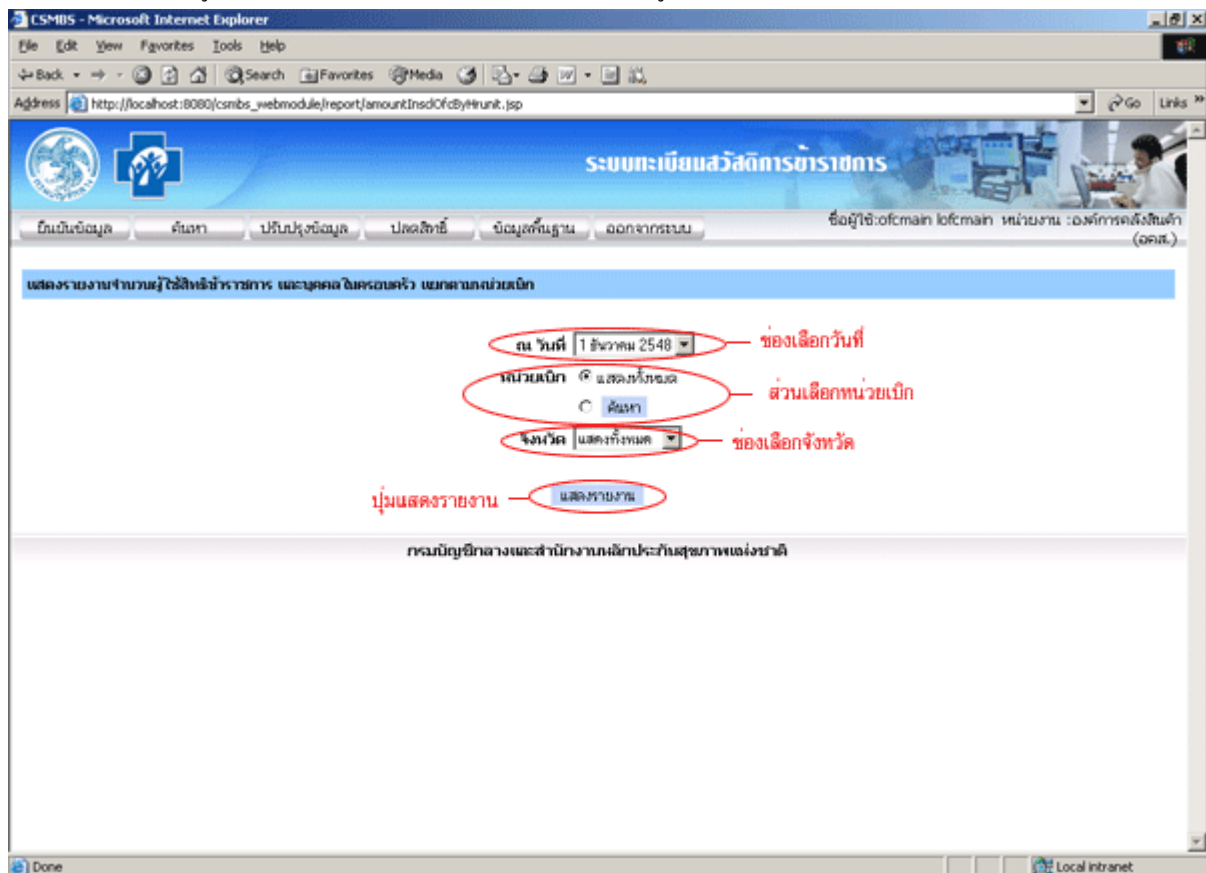 CSMBS - Microsoft Internet Explorer
File Edit View Favorites Tools Help
Back Search Favorites Media
Address http://localhost:8080/csmbs_webmodule/report/amountInsclOfcByHrunit.jsp Go Links »
ระบบทะเบียนสวัสดิการข้าราชการ
ยืนยันข้อมูล ค้นหา ปรับปรุงข้อมูล ปลดสิทธิ์ ข้อมูลพื้นฐาน ออกจากระบบ
ชื่อผู้ใช้:ofcmain lofcmain หน่วยงาน :องค์การคลังสินค้า
(อคส.)
แสดงรายงานจำนวนผู้ใช้สิทธิข้าราชการ และบุคคลในครอบครัว แยกตามหน่วยเบิก
ณ วันที่ 1 ธันวาคม 2548 ช่องเลือกวันที่
หน่วยเบิก แสดงทั้งหมด
ส่วนเลือกหน่วยเบิก
ค้นหา
จังหวัด แสดงทั้งหมด ช่องเลือกจังหวัด
ปุ่มแสดงรายงาน แสดงรายงาน
กรมบัญชีกลางและสำนักงานหลักประกันสุขภาพแห่งชาติ
Done Local intranet